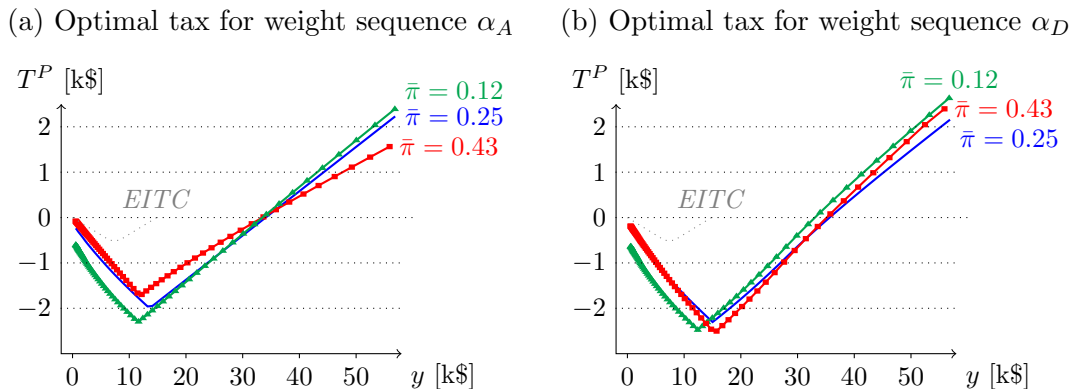 (a) Optimal tax for weight sequence α_A
T^P [k$]
2
1
0
−1
−2
0 10 20 30 40 50 y [k$]
EITC
π̄ = 0.12
π̄ = 0.25
π̄ = 0.43
(b) Optimal tax for weight sequence α_D
T^P [k$]
2
1
0
−1
−2
0 10 20 30 40 50 y [k$]
EITC
π̄ = 0.12
π̄ = 0.43
π̄ = 0.25